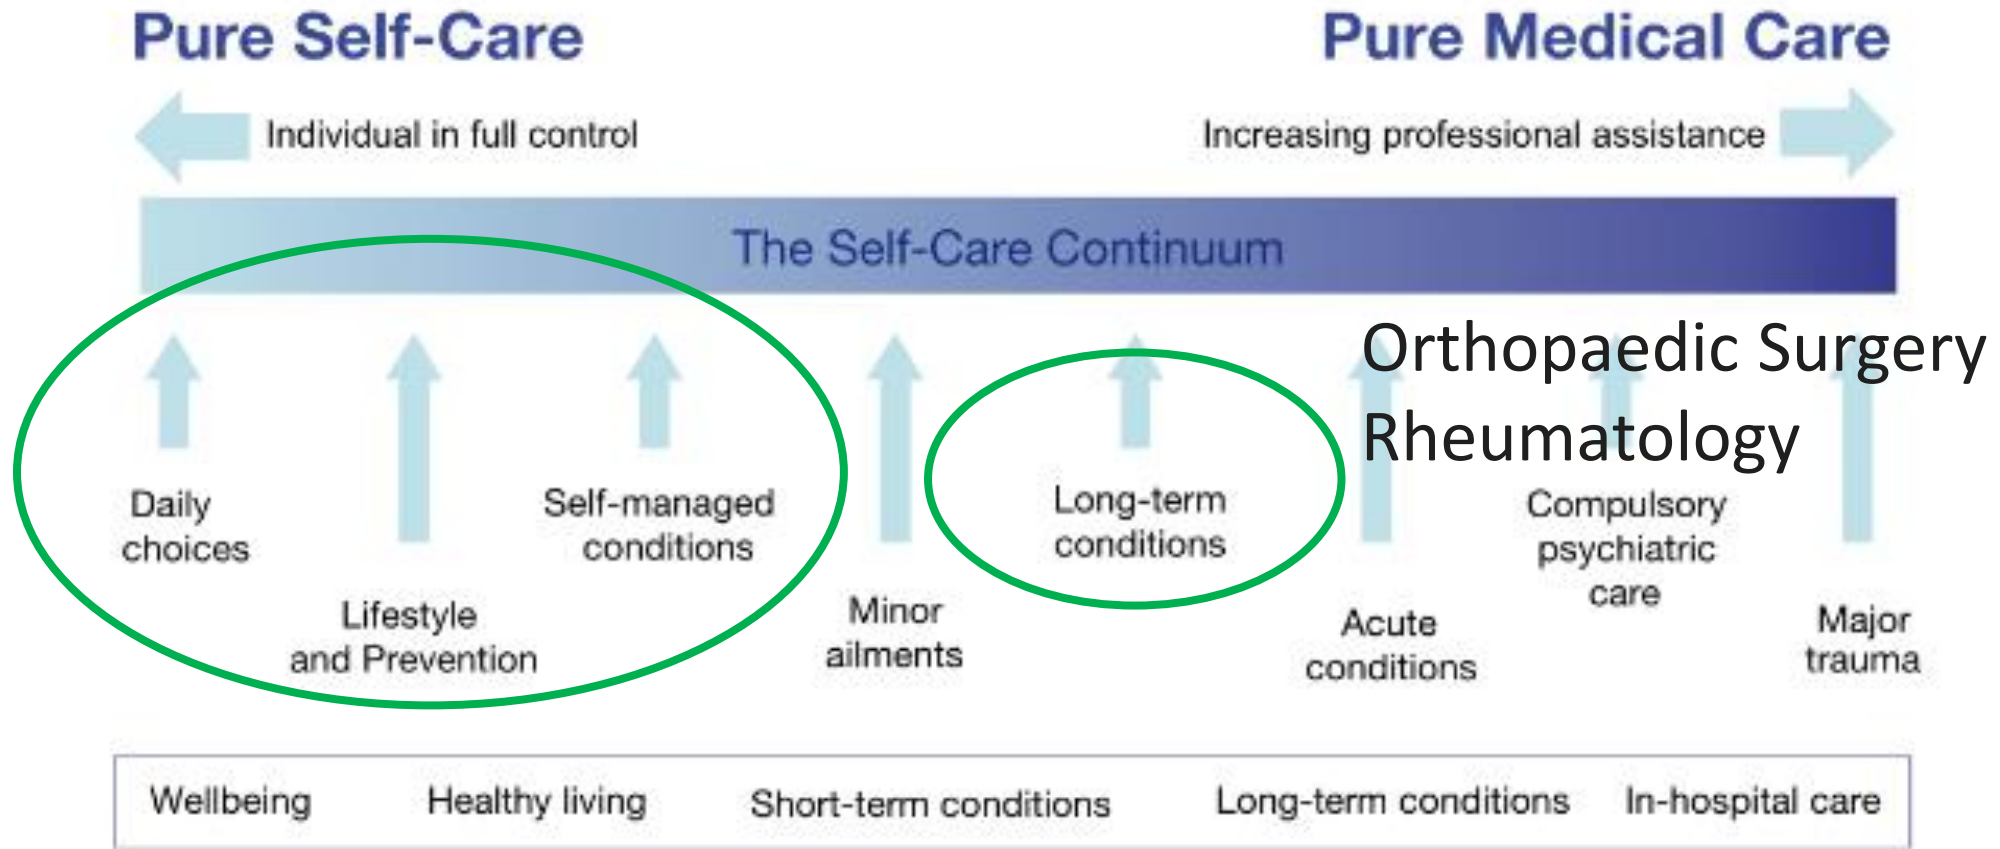 Pure Self-Care
Pure Medical Care
Individual in full control
Increasing professional assistance
The Self-Care Continuum
Orthopaedic Surgery
Rheumatology
Daily
choices
Lifestyle
and Prevention
Self-managed
conditions
Minor
ailments
Long-term
conditions
Acute
conditions
Compulsory
psychiatric
care
Major
trauma
Wellbeing
Healthy living
Short-term conditions
Long-term conditions
In-hospital care